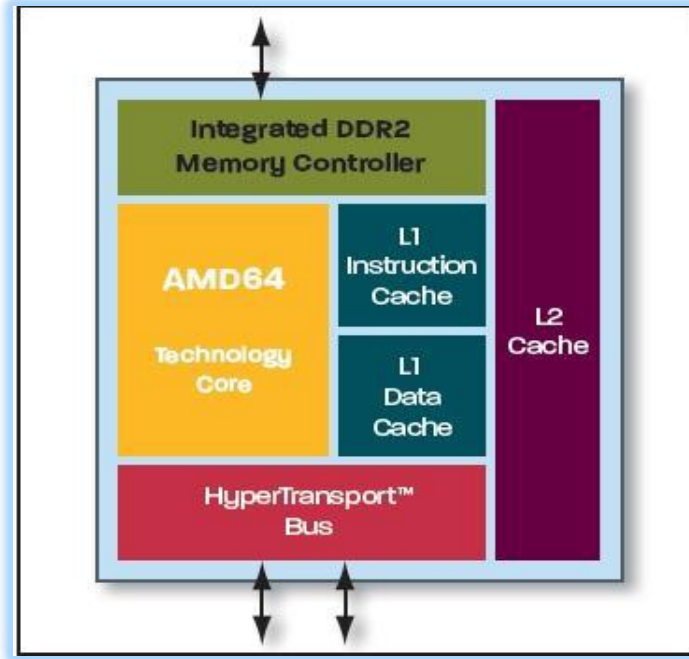 Integrated DDR2
Memory Controller
AMD64
Technology
Core
L1
Instruction
Cache
L1
Data
Cache
L2
Cache
HyperTransport™
Bus